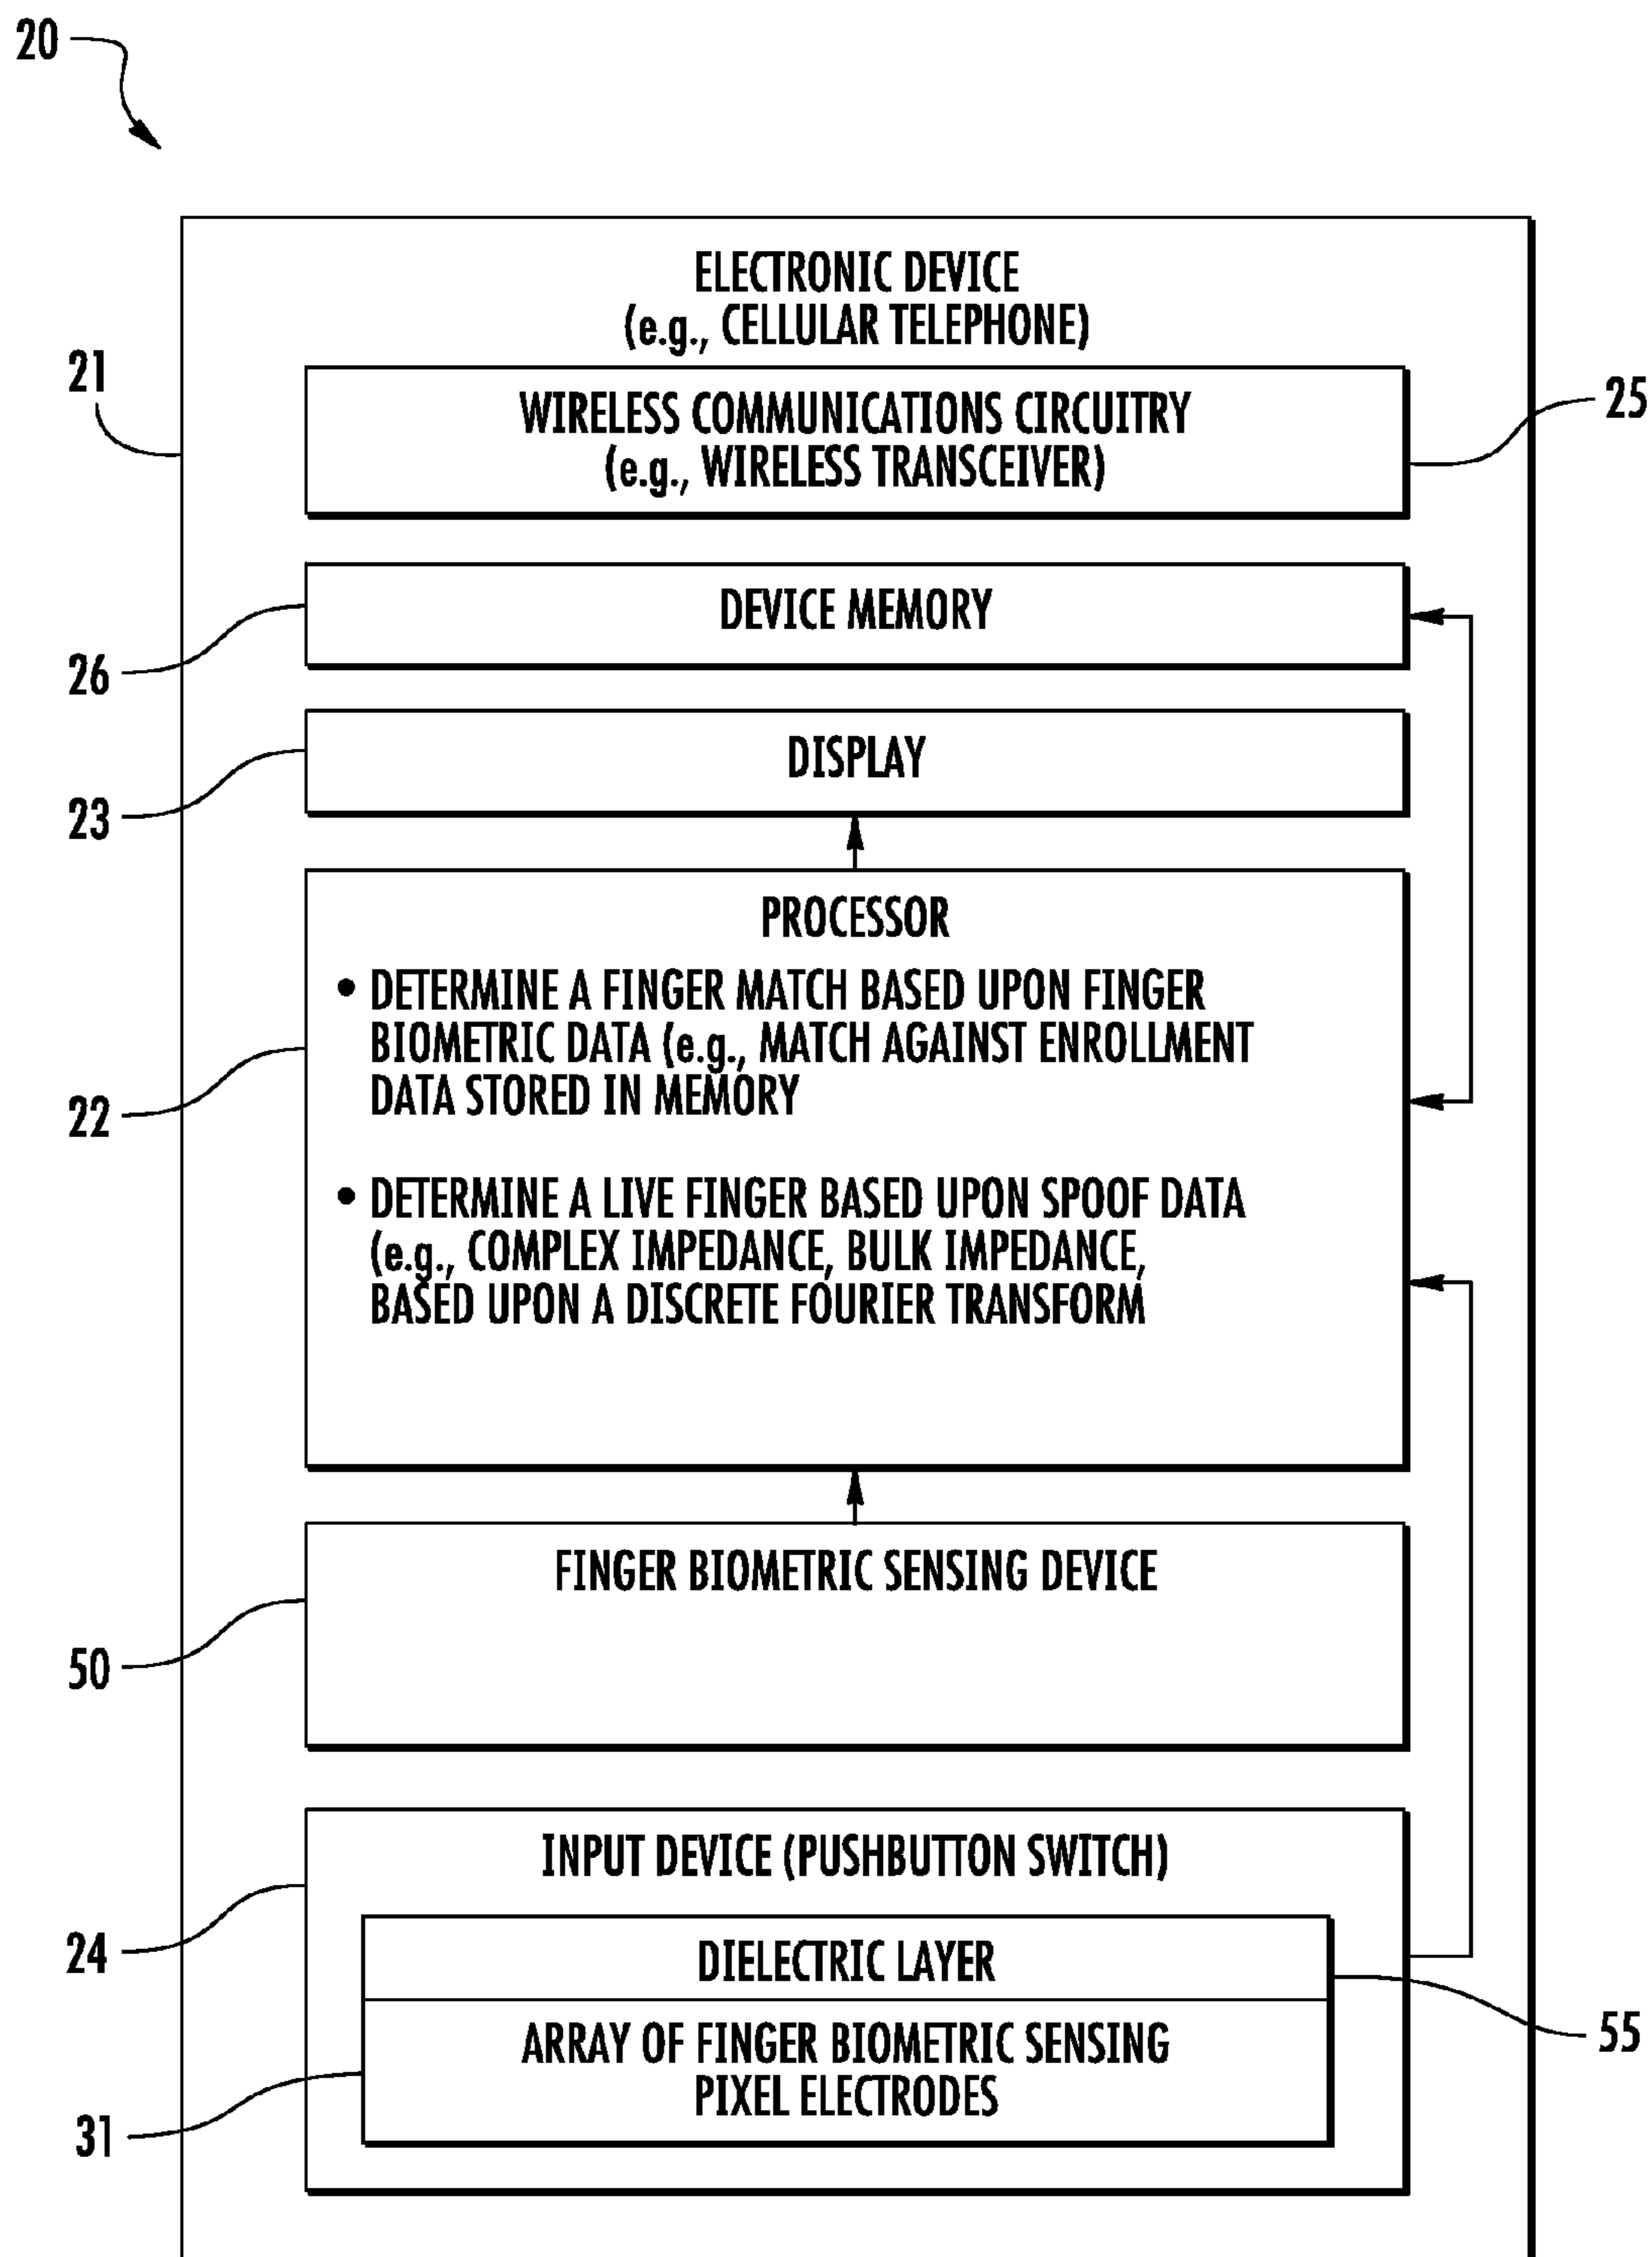 20
ELECTRONIC DEVICE
(e.g., CELLULAR TELEPHONE)
21
WIRELESS COMMUNICATIONS CIRCUITRY
(e.g., WIRELESS TRANSCEIVER)
25
DEVICE MEMORY
26
DISPLAY
23
PROCESSOR
• DETERMINE A FINGER MATCH BASED UPON FINGER
BIOMETRIC DATA (e.g., MATCH AGAINST ENROLLMENT
DATA STORED IN MEMORY
22
• DETERMINE A LIVE FINGER BASED UPON SPOOF DATA
(e.g., COMPLEX IMPEDANCE, BULK IMPEDANCE,
BASED UPON A DISCRETE FOURIER TRANSFORM
FINGER BIOMETRIC SENSING DEVICE
50
INPUT DEVICE (PUSHBUTTON SWITCH)
24
DIELECTRIC LAYER
55
ARRAY OF FINGER BIOMETRIC SENSING
PIXEL ELECTRODES
31